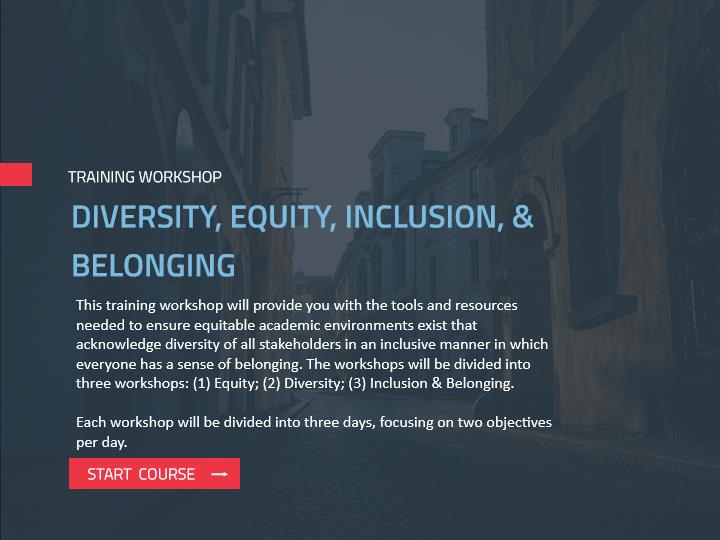 TRAINING WORKSHOP
DIVERSITY, EQUITY, INCLUSION, &
BELONGING
This training workshop will provide you with the tools and resources
needed to ensure equitable academic environments exist that
acknowledge diversity of all stakeholders in an inclusive manner in which
everyone has a sense of belonging. The workshops will be divided into
three workshops: (1) Equity; (2) Diversity; (3) Inclusion & Belonging.
Each workshop will be divided into three days, focusing on two objectives
per day.
START COURSE